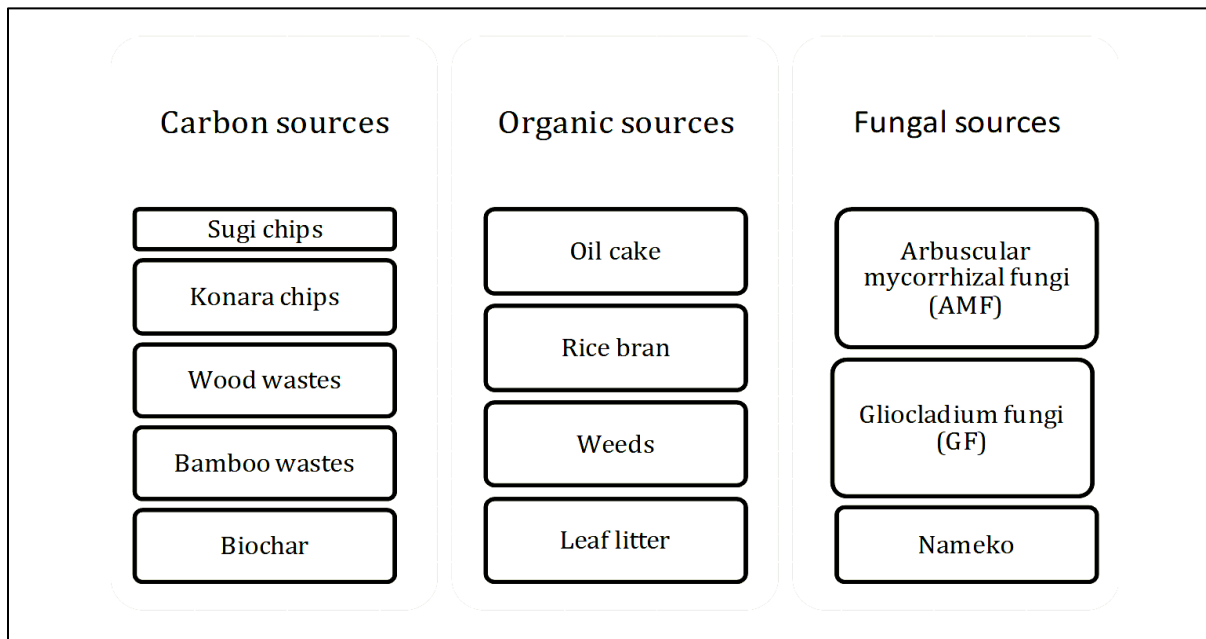 Carbon sources
Sugi chips
Konara chips
Wood wastes
Bamboo wastes
Biochar
Organic sources
Oil cake
Rice bran
Weeds
Leaf litter
Fungal sources
Arbuscular
mycorrhizal fungi
(AMF)
Gliocladium fungi
(GF)
Nameko